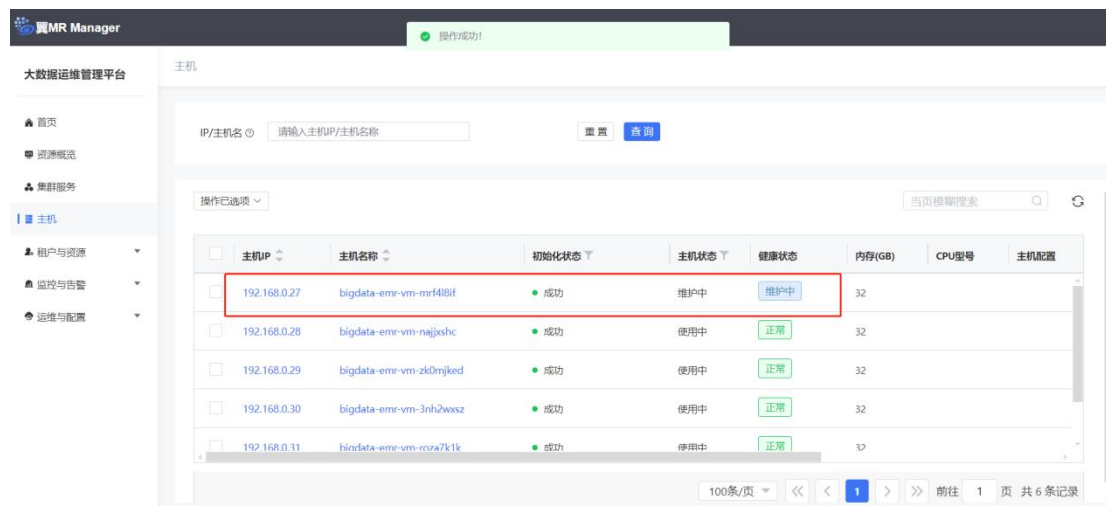 翼MR Manager
操作成功!
大数据运维管理平台
主机
首页
资源概览
集群服务
主机
租户与资源
监控与告警
运维与配置
IP/主机名 请输入主机IP/主机名称 重置 查询
操作已选项 当页模糊搜索
主机IP 主机名称 初始化状态 主机状态 健康状态 内存(GB) CPU型号 主机配置
192.168.0.27 bigdata-emr-vm-mrf4l8if 成功 维护中 维护中 32
192.168.0.28 bigdata-emr-vm-najjxshc 成功 使用中 正常 32
192.168.0.29 bigdata-emr-vm-zk0mjked 成功 使用中 正常 32
192.168.0.30 bigdata-emr-vm-3nh2wxsz 成功 使用中 正常 32
192.168.0.31 bigdata-emr-vm-roza7k1k 成功 使用中 正常 32
100条/页 1 前往 1 页 共 6 条记录